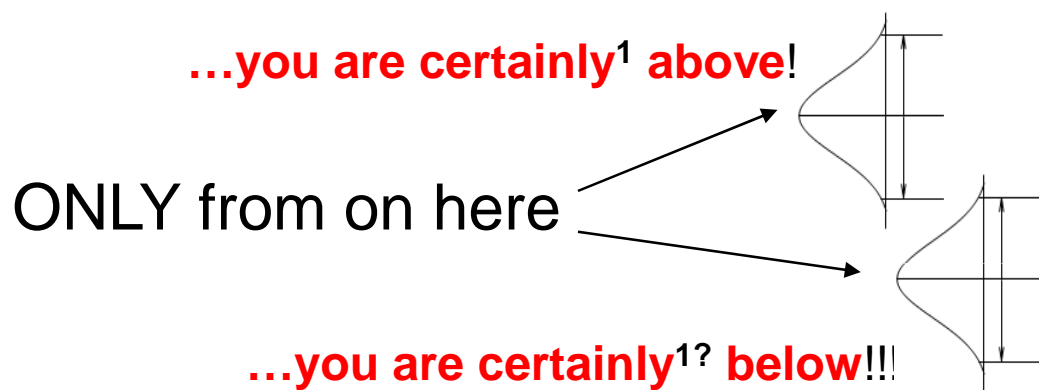 …you are certainly¹ above!
ONLY from on here
…you are certainly¹? below!!!